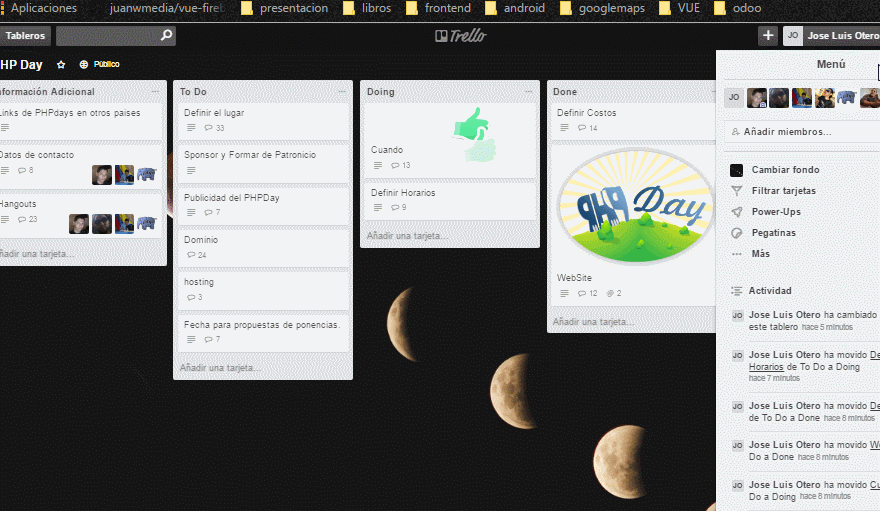 Aplicaciones
juanwmedia/vue-fireb
presentacion
libros
frontend
android
googlemaps
VUE
odoo
Tableros
Trello
JO
Jose Luis Otero
HP Day
Público
nformación Adicional
Links de PHPdays en otros paises
Datos de contacto
8
Hangouts
23
ñadir una tarjeta...
To Do
Definir el lugar
33
Sponsor y Formar de Patronicio
Publicidad del PHPDay
7
Dominio
24
hosting
3
Fecha para propuestas de ponencias.
7
Añadir una tarjeta...
Doing
Cuando
13
Definir Horarios
9
Añadir una tarjeta...
Done
Definir Costos
14
PHP Day
WebSite
12
2
Añadir una tarjeta...
Menú
JO
Añadir miembros...
Cambiar fondo
Filtrar tarjetas
Power-Ups
Pegatinas
Más
Actividad
JO
Jose Luis Otero ha cambiado
este tablero hace 5 minutos
JO
Jose Luis Otero ha movido De
Horarios de To Do a Doing
hace 7 minutos
JO
Jose Luis Otero ha movido De
de To Do a Done hace 8 minutos
JO
Jose Luis Otero ha movido We
Do a Done hace 8 minutos
JO
Jose Luis Otero ha movido Cu
Do a Doing hace 8 minutos